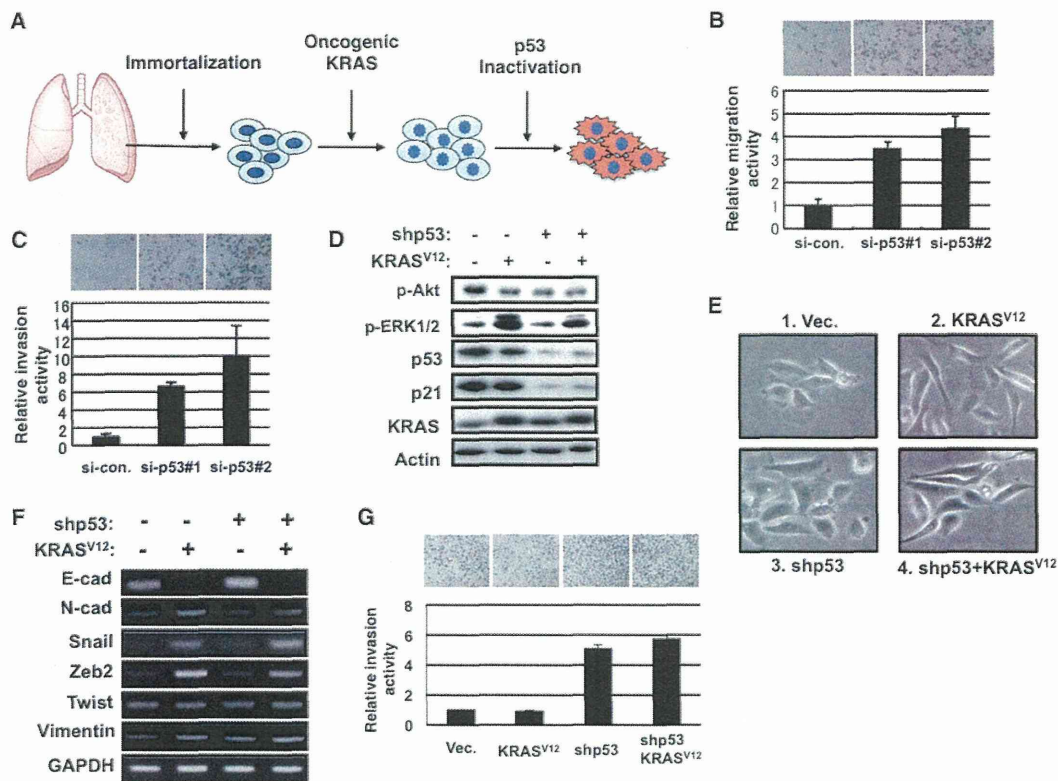 A
Immortalization
Oncogenic
KRAS
p53
Inactivation
B
Relative migration
activity
6
5
4
3
2
1
0
si-con. si-p53#1 si-p53#2
C
Relative invasion
activity
16
14
12
10
8
6
4
2
0
si-con. si-p53#1 si-p53#2
D
shp53: - - + +
KRASV12: - + - +
p-Akt
p-ERK1/2
p53
p21
KRAS
Actin
E
1. Vec. 2. KRASV12
3. shp53 4. shp53+KRASV12
F
shp53: - - + +
KRASV12: - + - +
E-cad
N-cad
Snail
Zeb2
Twist
Vimentin
GAPDH
G
Relative invasion
activity
8
6
4
2
0
Vec. KRASV12 shp53 shp53
KRASV12